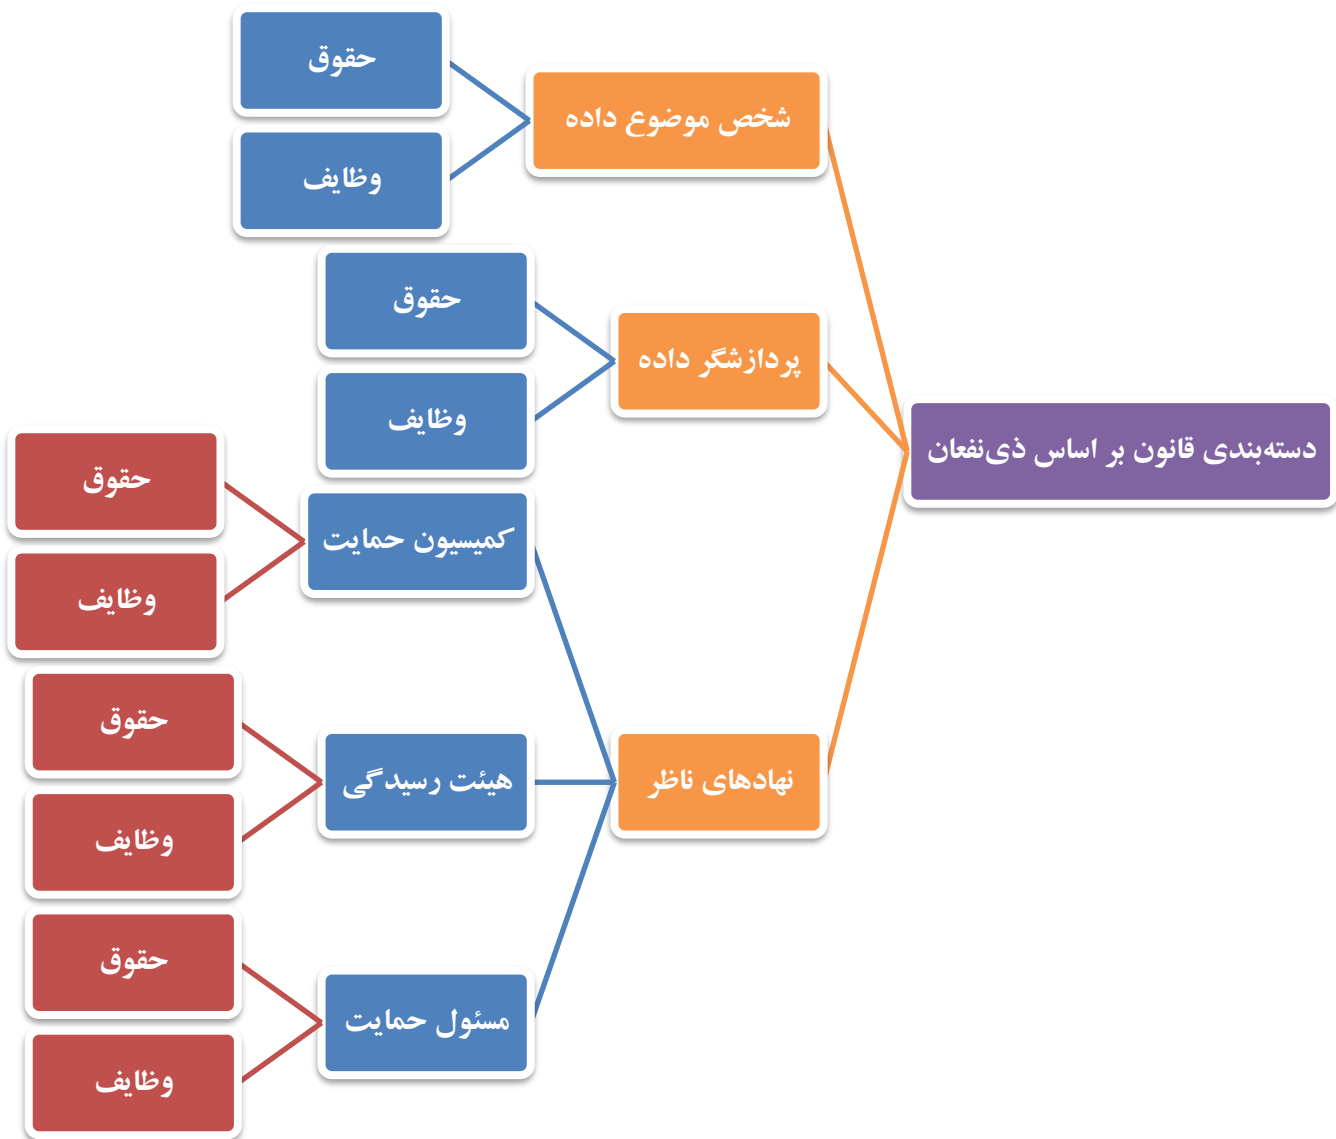 دسته‌بندی قانون بر اساس ذی‌نفعان
شخص موضوع داده
حقوق
وظایف
پردازشگر داده
حقوق
وظایف
نهادهای ناظر
کمیسیون حمایت
حقوق
وظایف
هیئت رسیدگی
حقوق
وظایف
مسئول حمایت
حقوق
وظایف